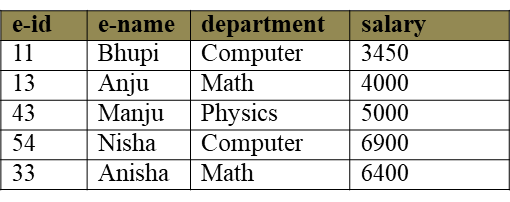 e-id e-name department salary
11 Bhupi Computer 3450
13 Anju Math 4000
43 Manju Physics 5000
54 Nisha Computer 6900
33 Anisha Math 6400